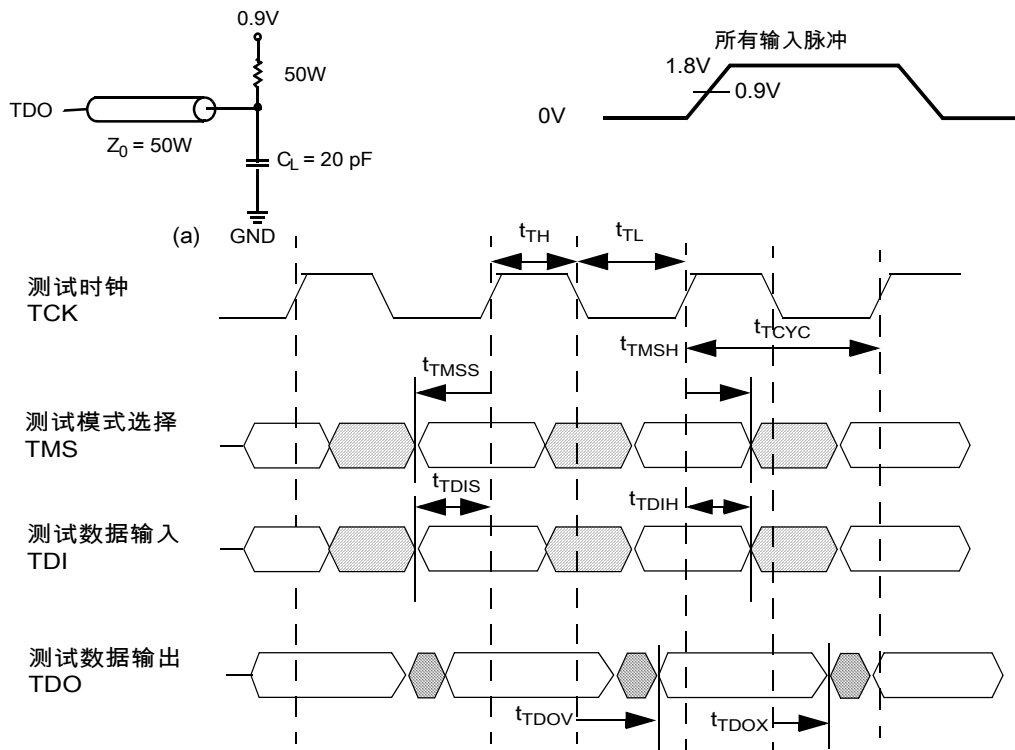 0.9V
50W
TDO
Z0 = 50W
CL = 20 pF
(a) GND
所有输入脉冲
1.8V
0.9V
0V
tTH
tTL
测试时钟
TCK
tTMSH
tTCYC
tTMSS
测试模式选择
TMS
tTDIS
tTDIH
测试数据输入
TDI
测试数据输出
TDO
tTDOV
tTDOX